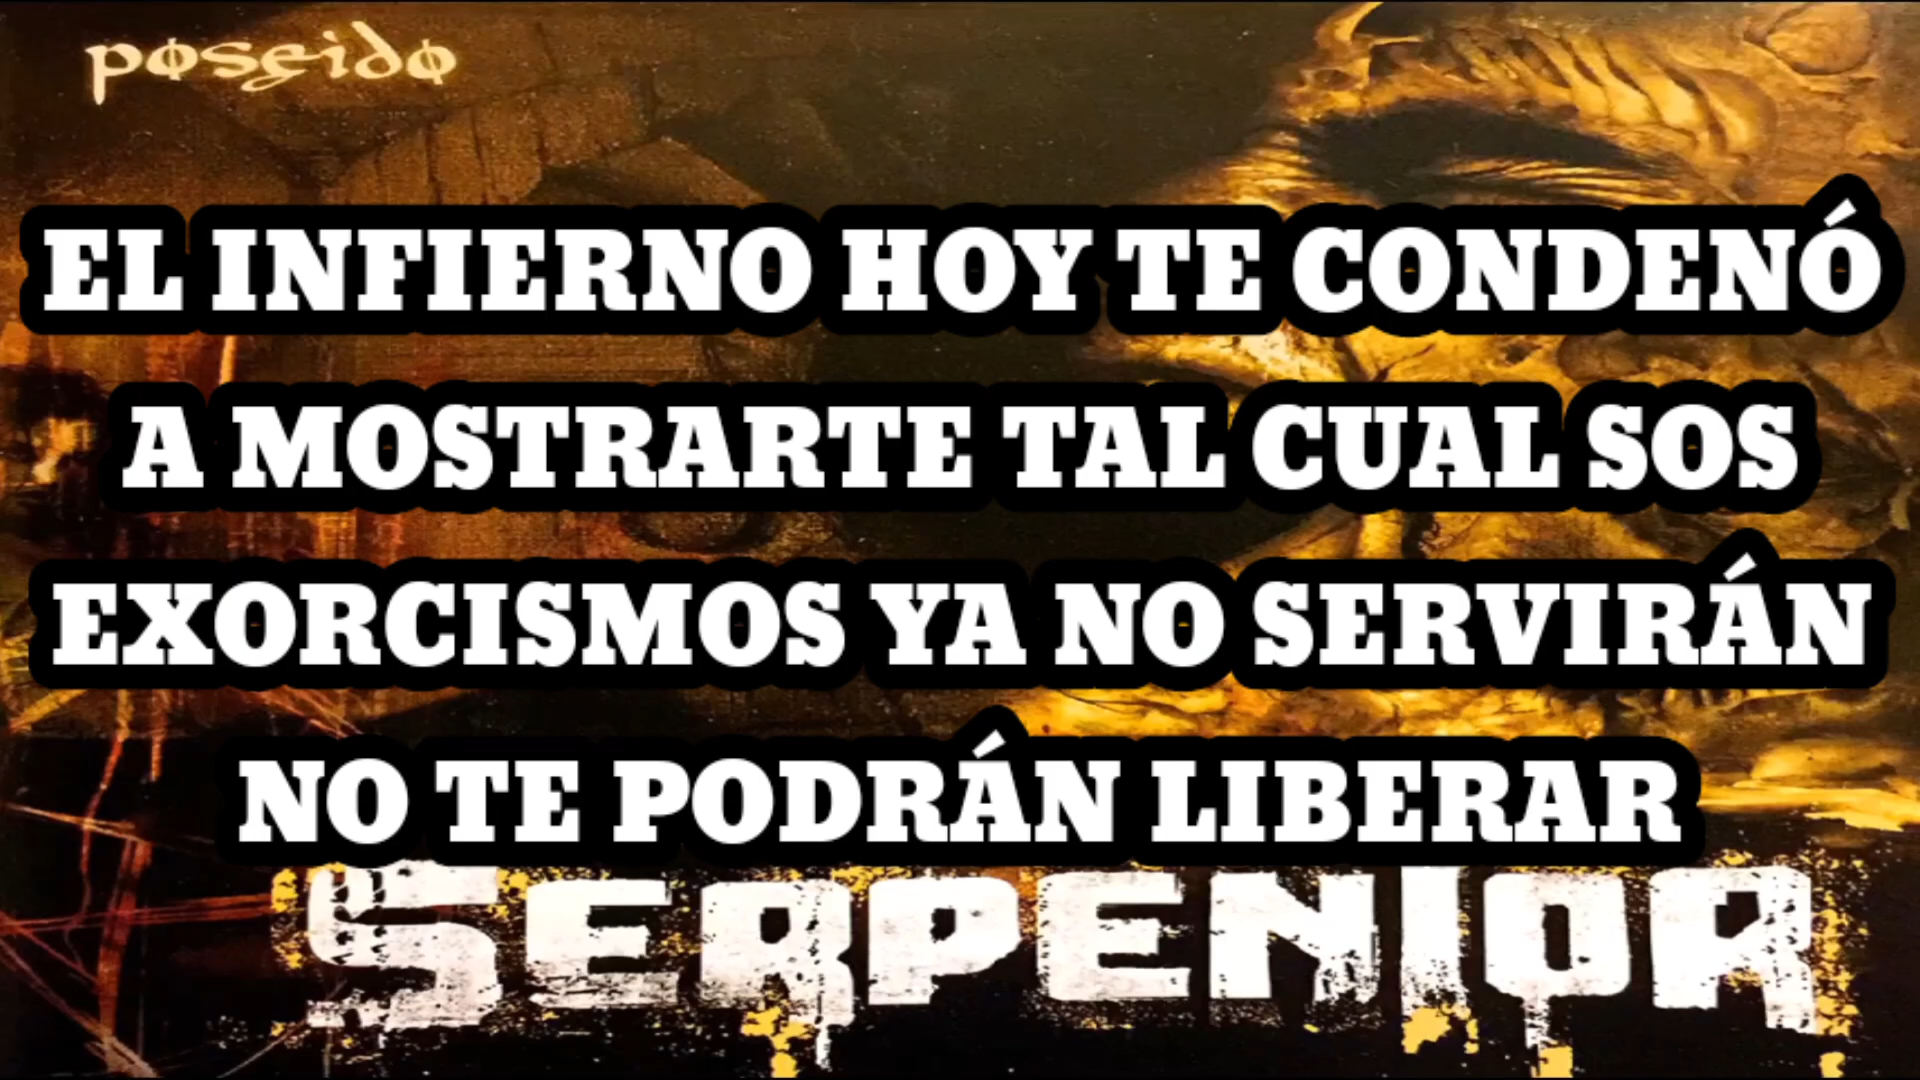 poseido
EL INFIERNO HOY TE CONDENÓ
A MOSTRARTE TAL CUAL SOS
EXORCISMOS YA NO SERVIRÁN
NO TE PODRÁN LIBERAR
SERPENTOR